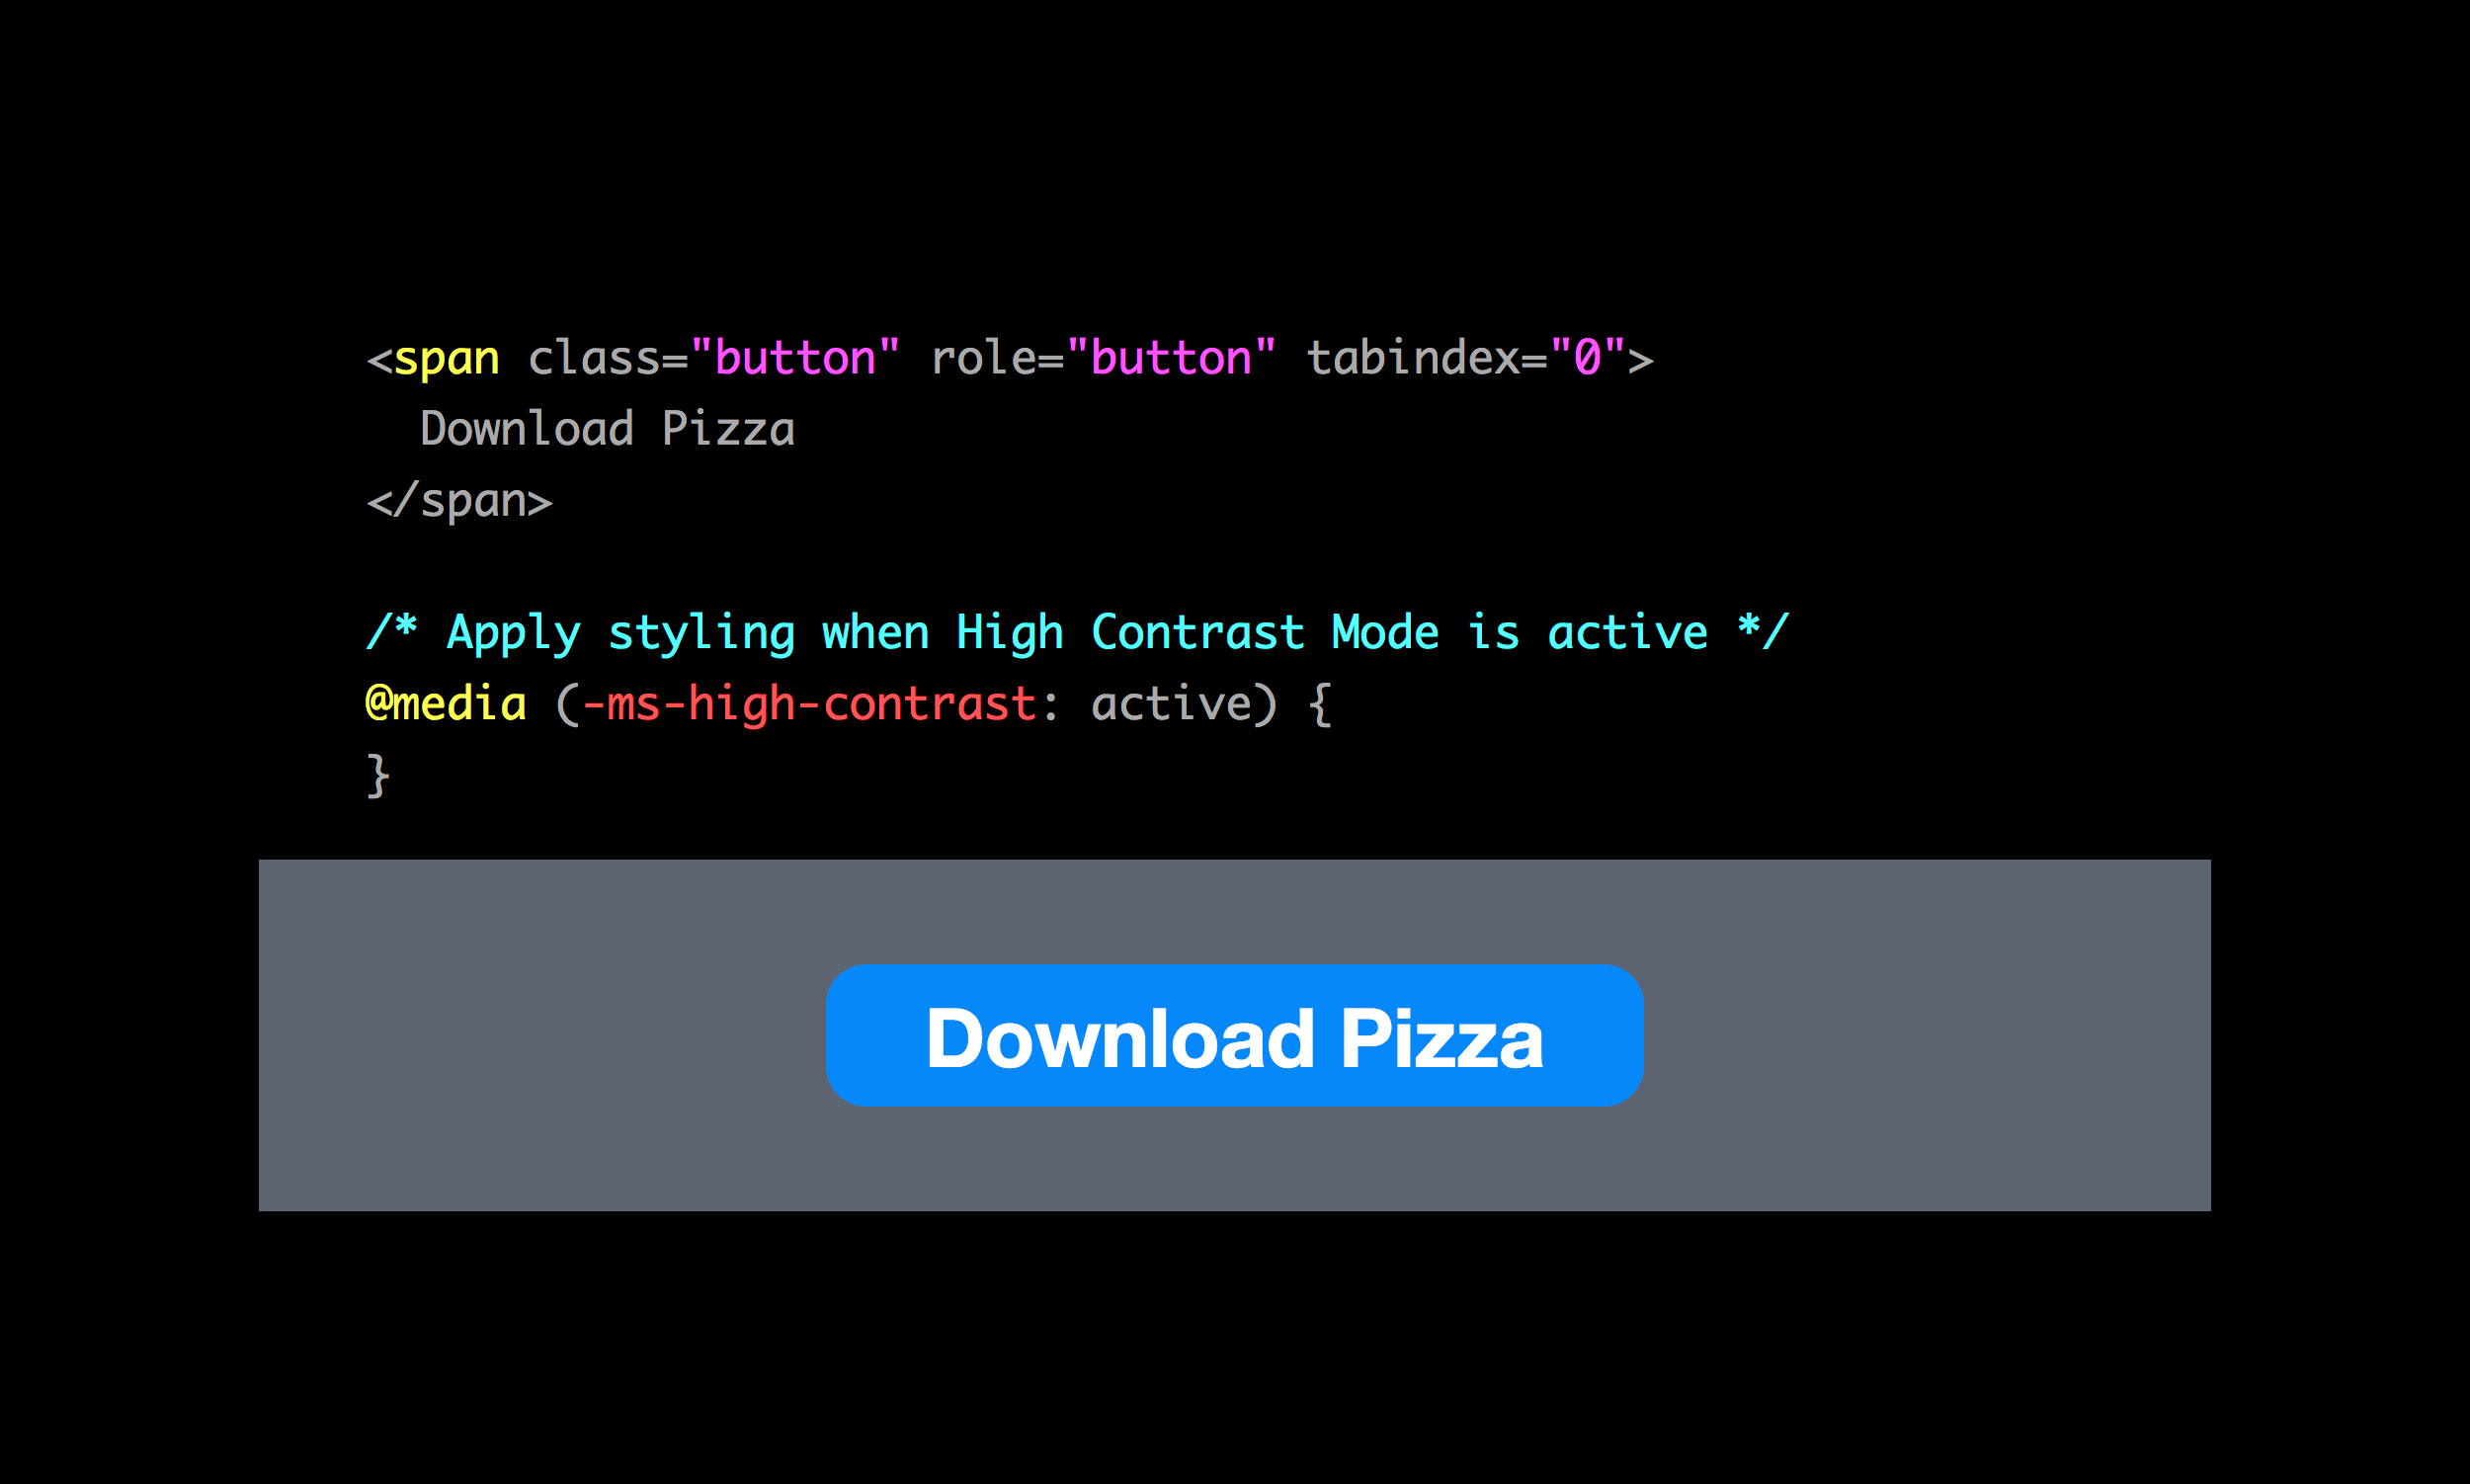 <span class="button" role="button" tabindex="0">
  Download Pizza
</span>
/* Apply styling when High Contrast Mode is active */
@media (-ms-high-contrast: active) {
}
Download Pizza